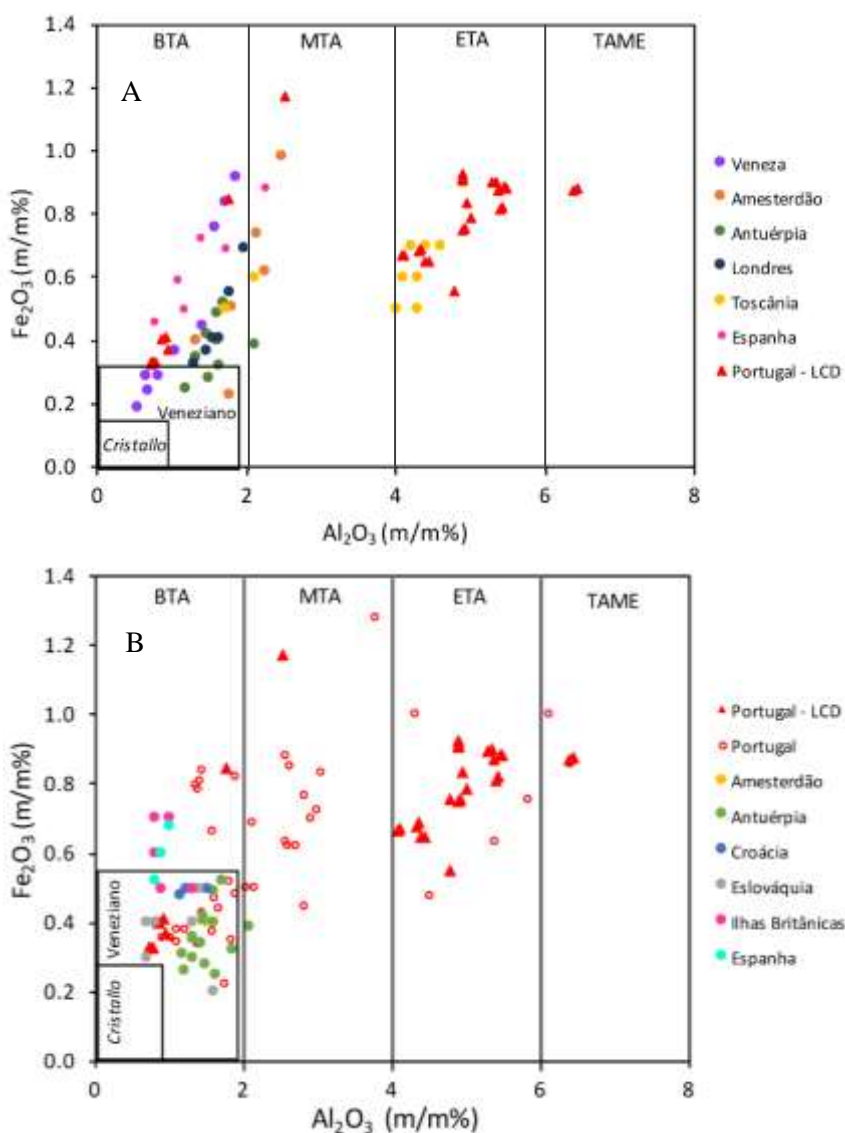 1.4
BTA
MTA
ETA
TAME
A
1.2
1.0
0.8
0.6
0.4
0.2
0.0
Fe₂O₃ (m/m%)
Veneziano
Cristallo
0
2
4
6
8
Al₂O₃ (m/m%)
Veneza
Amesterdão
Antuérpia
Londres
Toscânia
Espanha
Portugal - LCD
1.4
BTA
MTA
ETA
TAME
B
1.2
1.0
0.8
0.6
0.4
0.2
0.0
Fe₂O₃ (m/m%)
Veneziano
Cristallo
0
2
4
6
8
Al₂O₃ (m/m%)
Portugal - LCD
Portugal
Amesterdão
Antuérpia
Croácia
Eslováquia
Ilhas Britânicas
Espanha